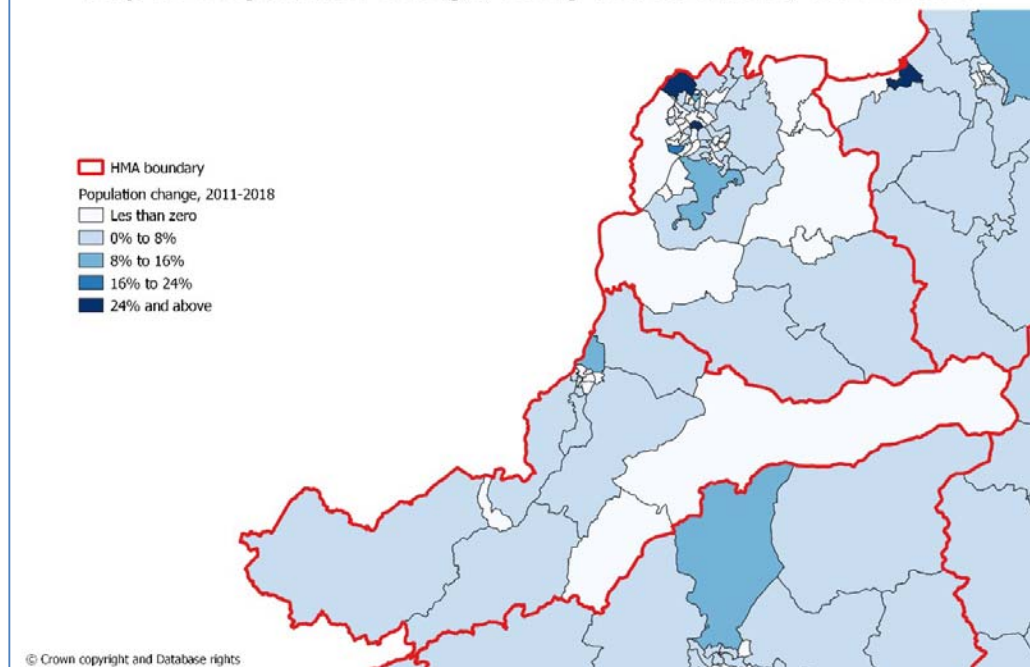 HMA boundary
Population change, 2011-2018
Les than zero
0% to 8%
8% to 16%
16% to 24%
24% and above
© Crown copyright and Database rights